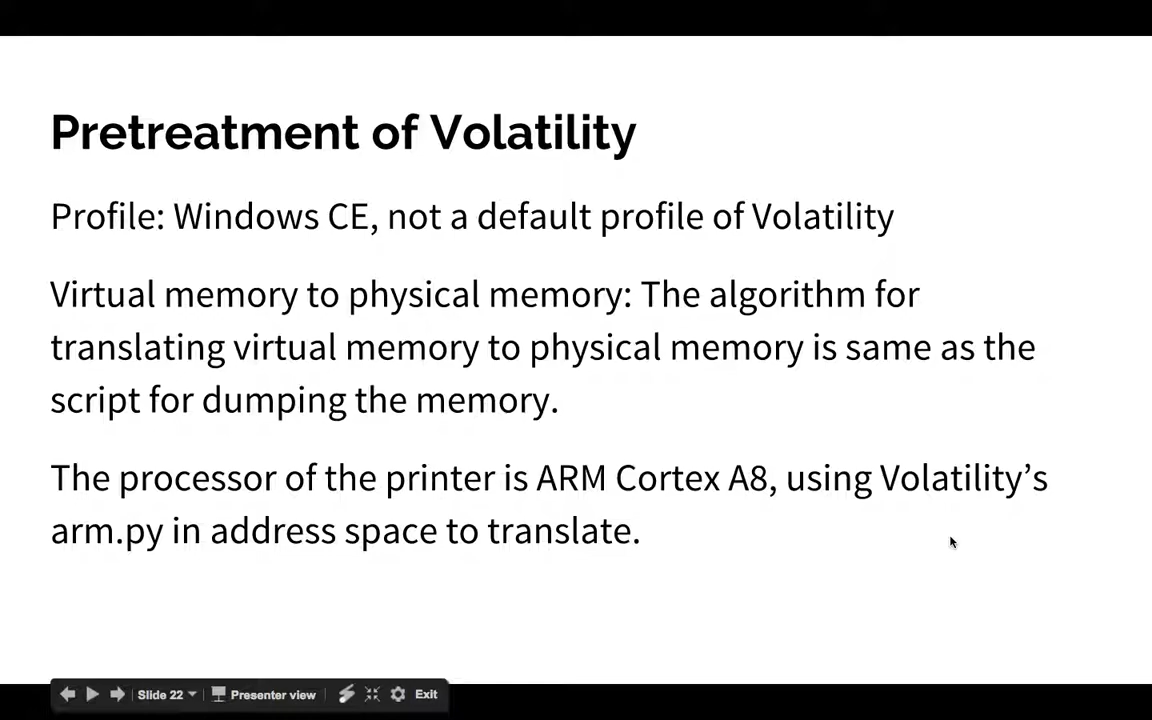 Pretreatment of Volatility
Profile: Windows CE, not a default profile of Volatility
Virtual memory to physical memory: The algorithm for
translating virtual memory to physical memory is same as the
script for dumping the memory.
The processor of the printer is ARM Cortex A8, using Volatility’s
arm.py in address space to translate.
Slide 22 Presenter view Exit